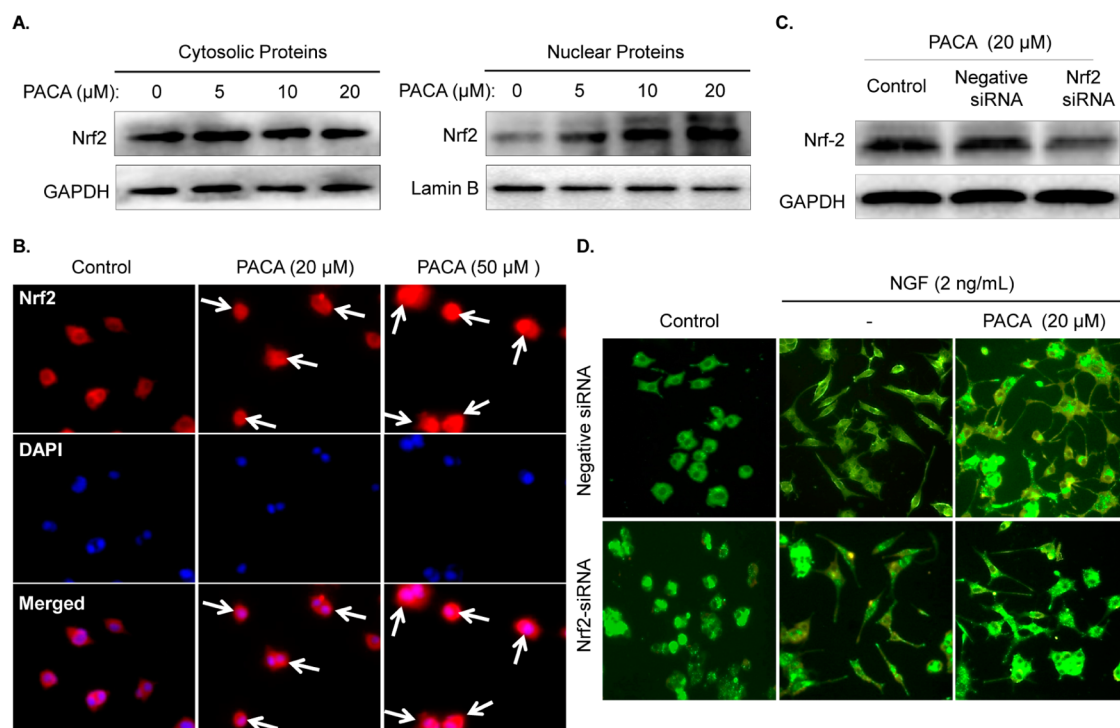 A.
Cytosolic Proteins
PACA (µM): 0 5 10 20
Nrf2
GAPDH
Nuclear Proteins
PACA (µM): 0 5 10 20
Nrf2
Lamin B
C.
PACA (20 µM)
Control Negative siRNA Nrf2 siRNA
Nrf-2
GAPDH
B.
Control PACA (20 µM) PACA (50 µM )
Nrf2
DAPI
Merged
D.
NGF (2 ng/mL)
Control - PACA (20 µM)
Negative siRNA
Nrf2-siRNA